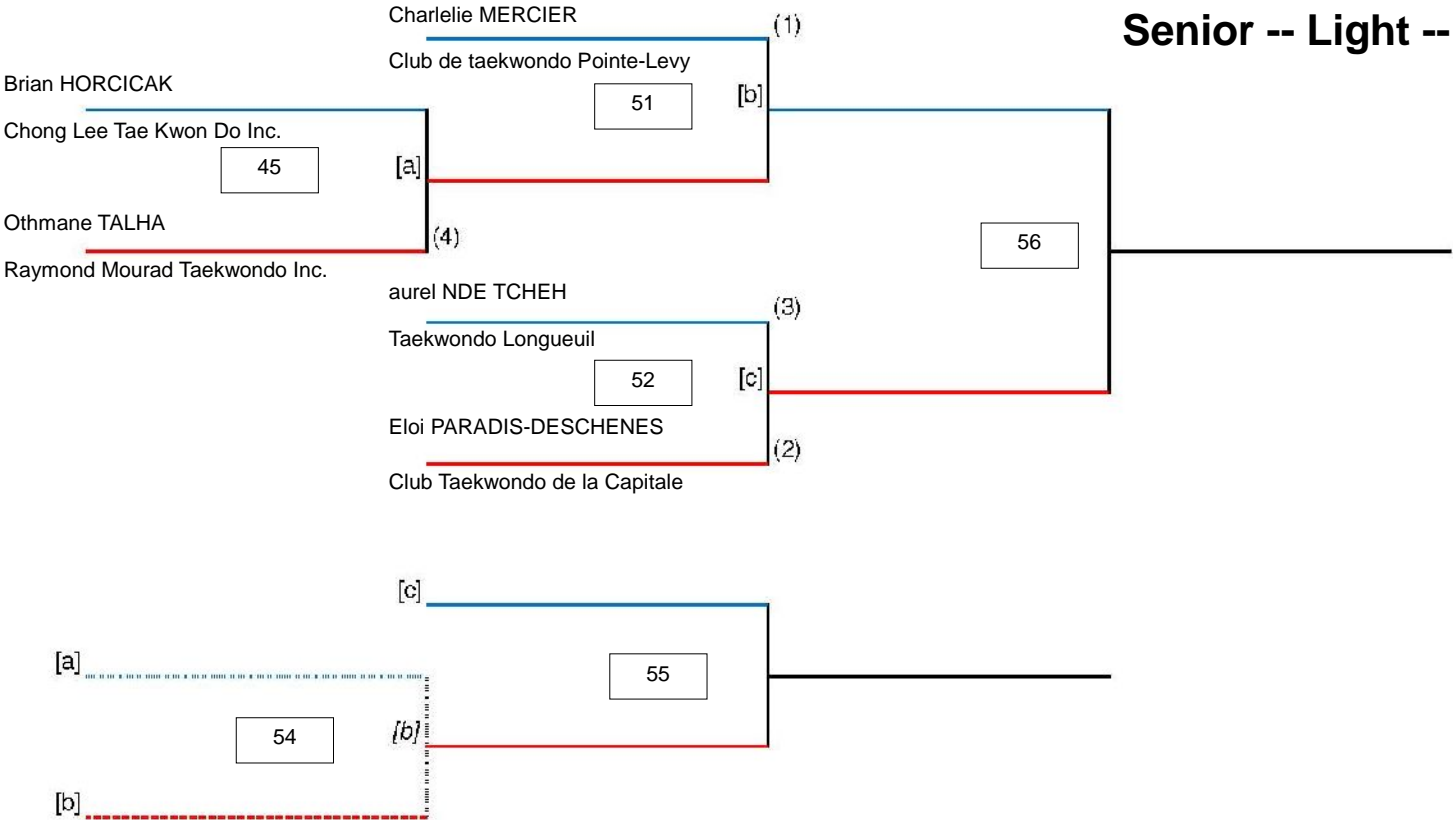 Charlelie MERCIER
(1)
Senior -- Light --
Club de taekwondo Pointe-Levy
Brian HORCICAK
51
[b]
Chong Lee Tae Kwon Do Inc.
45
[a]
Othmane TALHA
(4)
56
Raymond Mourad Taekwondo Inc.
aurel NDE TCHEH
(3)
Taekwondo Longueuil
52
[c]
Eloi PARADIS-DESCHENES
(2)
Club Taekwondo de la Capitale
[c]
[a]
55
54
[b]
[b]